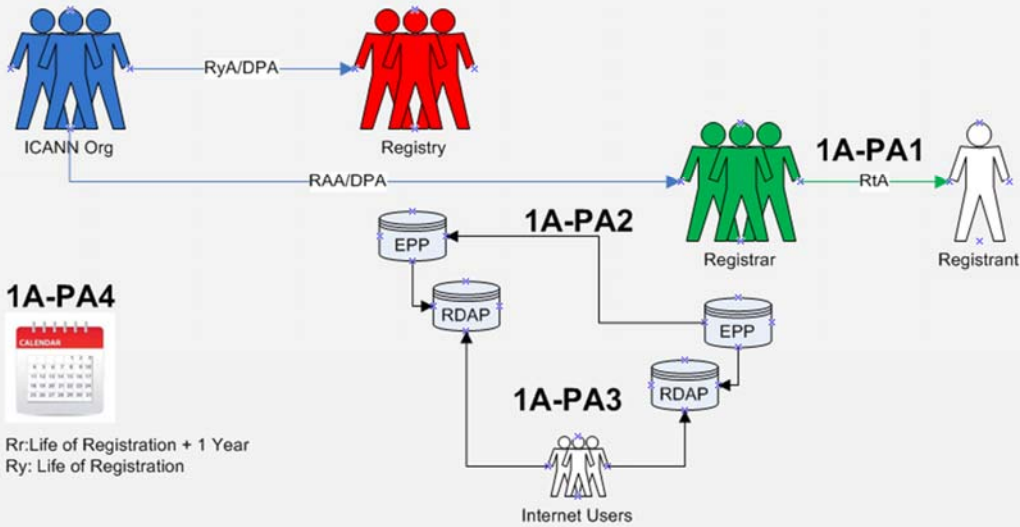 RyA/DPA
ICANN Org
Registry
1A-PA1
RAA/DPA
RtA
1A-PA2
EPP
Registrar
Registrant
1A-PA4
RDAP
EPP
CALENDAR
RDAP
1A-PA3
Rr:Life of Registration + 1 Year
Ry: Life of Registration
Internet Users